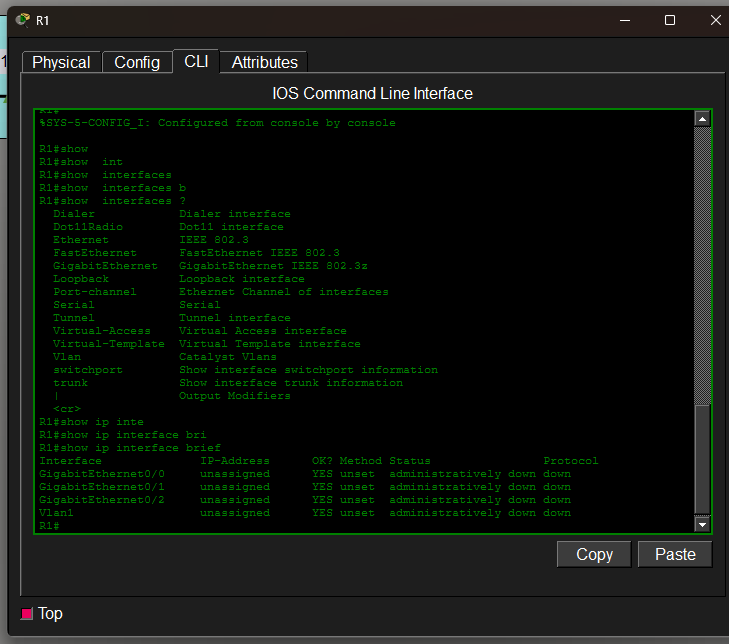 R1
Physical Config CLI Attributes
IOS Command Line Interface
R1#
%SYS-5-CONFIG_I: Configured from console by console
R1#show
R1#show  int
R1#show  interfaces
R1#show  interfaces b
R1#show  interfaces ?
  Dialer            Dialer interface
  Dot11Radio        Dot11 interface
  Ethernet          IEEE 802.3
  FastEthernet      FastEthernet IEEE 802.3
  GigabitEthernet   GigabitEthernet IEEE 802.3z
  Loopback          Loopback interface
  Port-channel      Ethernet Channel of interfaces
  Serial            Serial
  Tunnel            Tunnel interface
  Virtual-Access    Virtual Access interface
  Virtual-Template  Virtual Template interface
  Vlan              Catalyst Vlans
  switchport        Show interface switchport information
  trunk             Show interface trunk information
  |                 Output Modifiers
  <cr>
R1#show ip inte
R1#show ip interface bri
R1#show ip interface brief
Interface              IP-Address      OK? Method Status                Protocol
GigabitEthernet0/0     unassigned      YES unset  administratively down down
GigabitEthernet0/1     unassigned      YES unset  administratively down down
GigabitEthernet0/2     unassigned      YES unset  administratively down down
Vlan1                  unassigned      YES unset  administratively down down
R1#
Copy Paste
Top